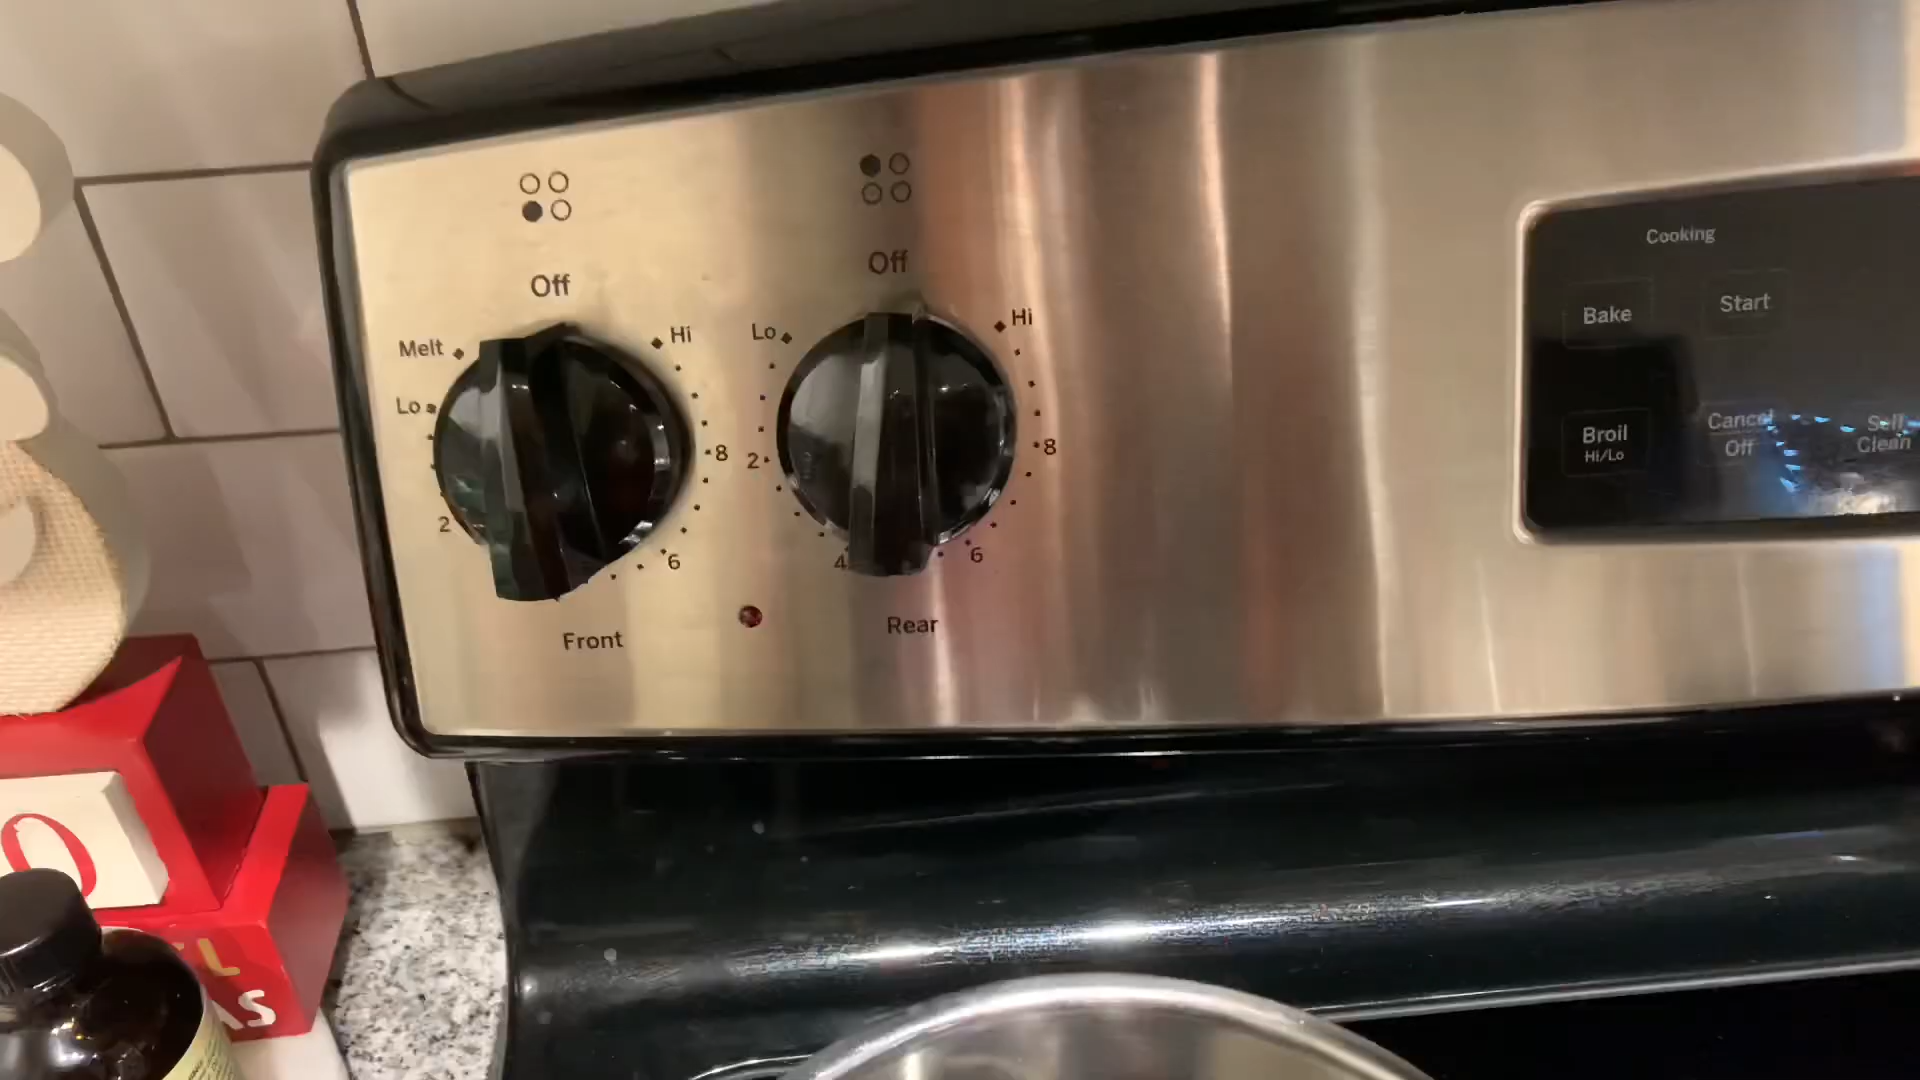 Off
Melt
Hi
Lo
8
2
6
Front
Off
Lo
Hi
2
8
4
6
Rear
Cooking
Bake
Start
Broil
Hi/Lo
Cancel
Off
Self
Clean
O
L
AS